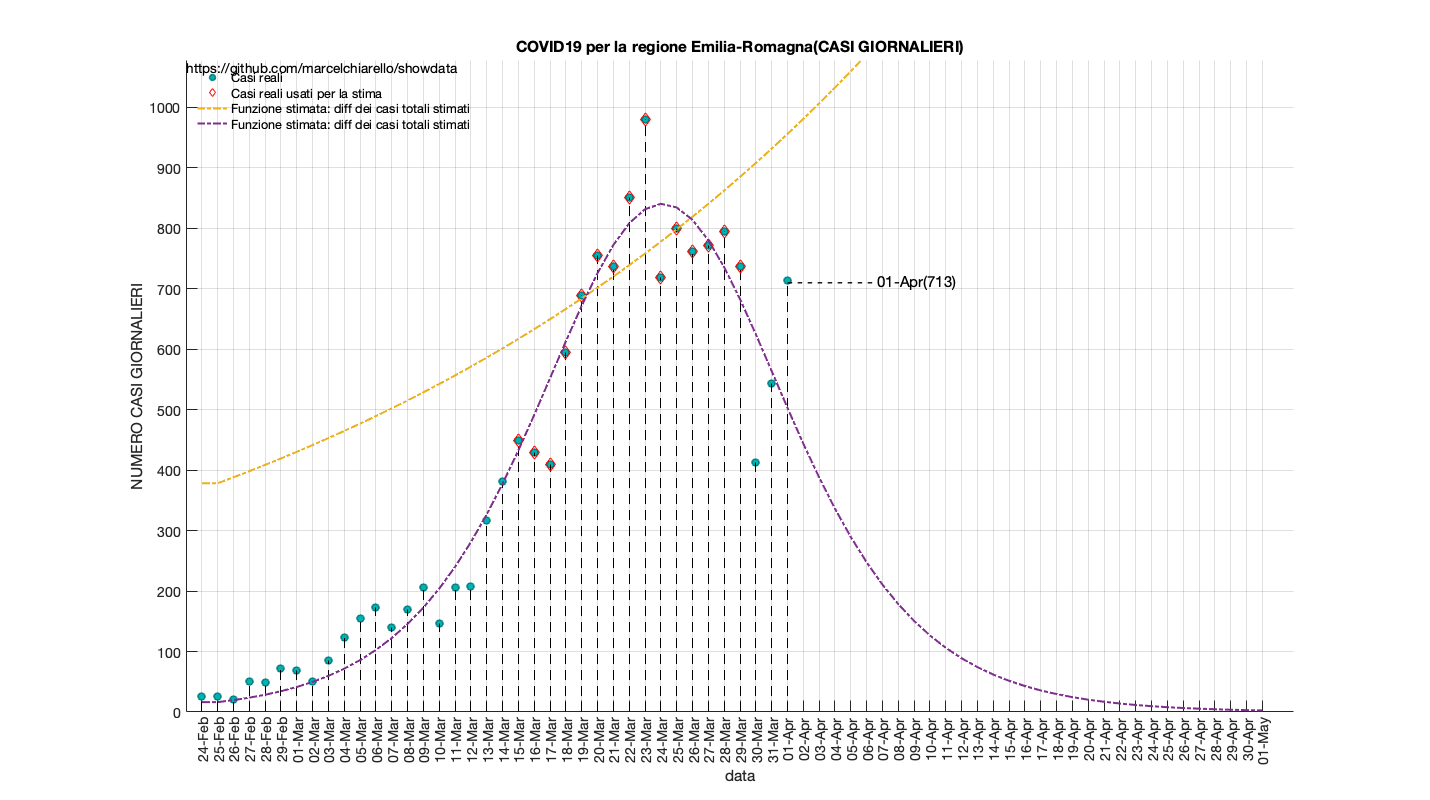 COVID19 per la regione Emilia-Romagna(CASI GIORNALIERI)
https://github.com/marcelchiarello/showdata
Casi reali
Casi reali usati per la stima
Funzione stimata: diff dei casi totali stimati
Funzione stimata: diff dei casi totali stimati
NUMERO CASI GIORNALIERI
1000
900
800
700
600
500
400
300
200
100
0
01-Apr(713)
24-Feb
25-Feb
26-Feb
27-Feb
28-Feb
29-Feb
01-Mar
02-Mar
03-Mar
04-Mar
05-Mar
06-Mar
07-Mar
08-Mar
09-Mar
10-Mar
11-Mar
12-Mar
13-Mar
14-Mar
15-Mar
16-Mar
17-Mar
18-Mar
19-Mar
20-Mar
21-Mar
22-Mar
23-Mar
24-Mar
25-Mar
26-Mar
27-Mar
28-Mar
29-Mar
30-Mar
31-Mar
01-Apr
02-Apr
03-Apr
04-Apr
05-Apr
06-Apr
07-Apr
08-Apr
09-Apr
10-Apr
11-Apr
12-Apr
13-Apr
14-Apr
15-Apr
16-Apr
17-Apr
18-Apr
19-Apr
20-Apr
21-Apr
22-Apr
23-Apr
24-Apr
25-Apr
26-Apr
27-Apr
28-Apr
29-Apr
30-Apr
01-May
data